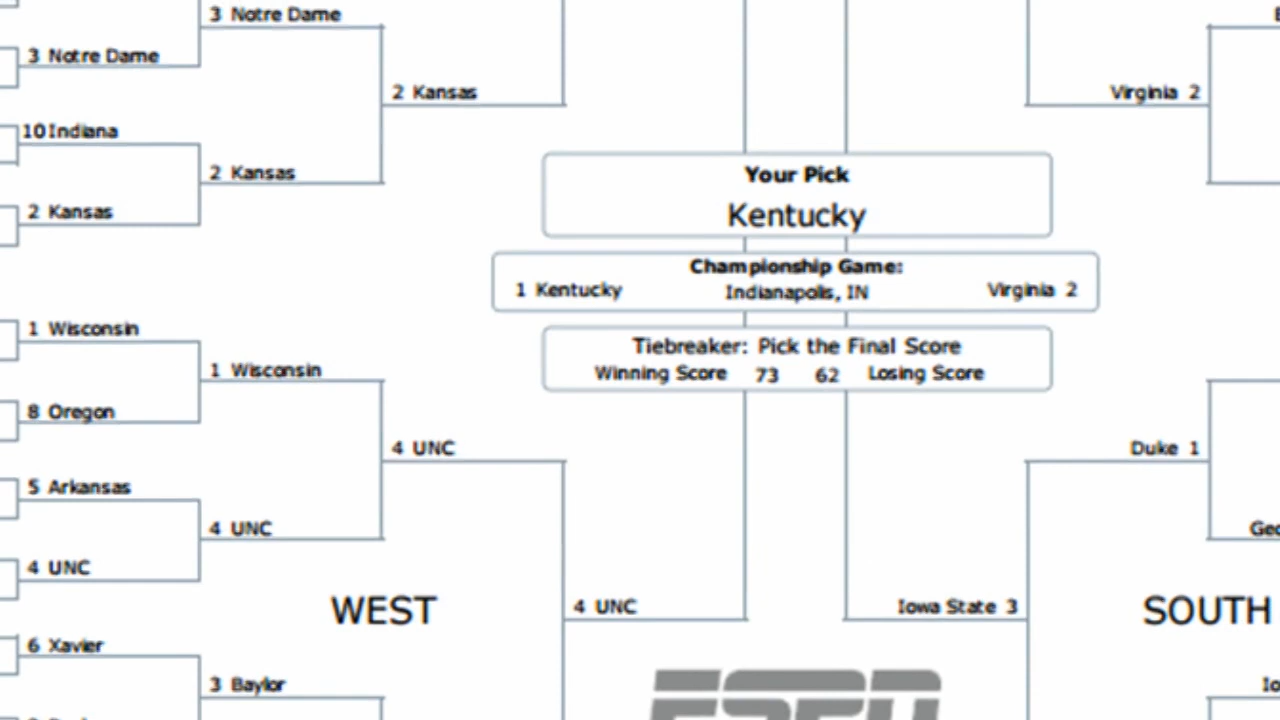 3 Notre Dame
3 Notre Dame
2 Kansas
Virginia 2
10 Indiana
2 Kansas
2 Kansas
Your Pick
Kentucky
Championship Game:
1 Kentucky Indianapolis, IN Virginia 2
Tiebreaker: Pick the Final Score
Winning Score 73 62 Losing Score
1 Wisconsin
1 Wisconsin
8 Oregon
4 UNC
Duke 1
5 Arkansas
4 UNC
4 UNC
WEST
SOUTH
4 UNC
Iowa State 3
6 Xavier
3 Baylor
ESPN